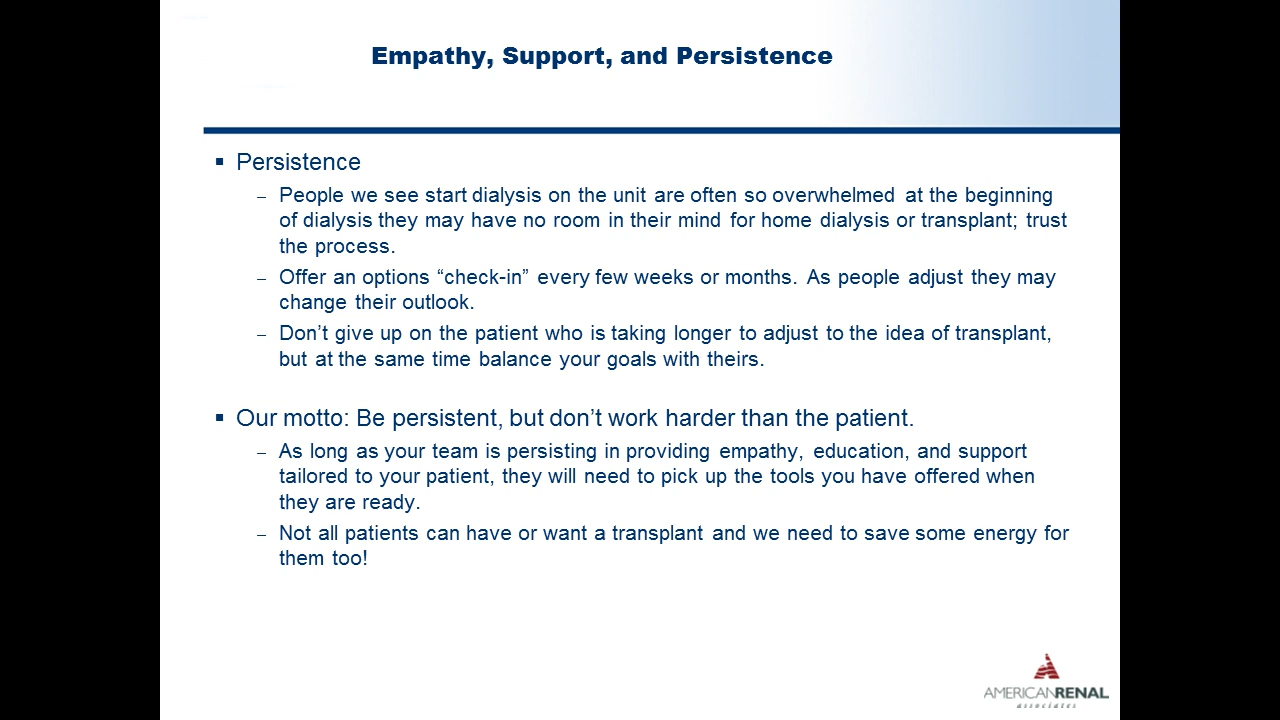 Empathy, Support, and Persistence
▪ Persistence
– People we see start dialysis on the unit are often so overwhelmed at the beginning
of dialysis they may have no room in their mind for home dialysis or transplant; trust
the process.
– Offer an options “check-in” every few weeks or months. As people adjust they may
change their outlook.
– Don’t give up on the patient who is taking longer to adjust to the idea of transplant,
but at the same time balance your goals with theirs.
▪ Our motto: Be persistent, but don’t work harder than the patient.
– As long as your team is persisting in providing empathy, education, and support
tailored to your patient, they will need to pick up the tools you have offered when
they are ready.
– Not all patients can have or want a transplant and we need to save some energy for
them too!
AMERICANRENAL
associates